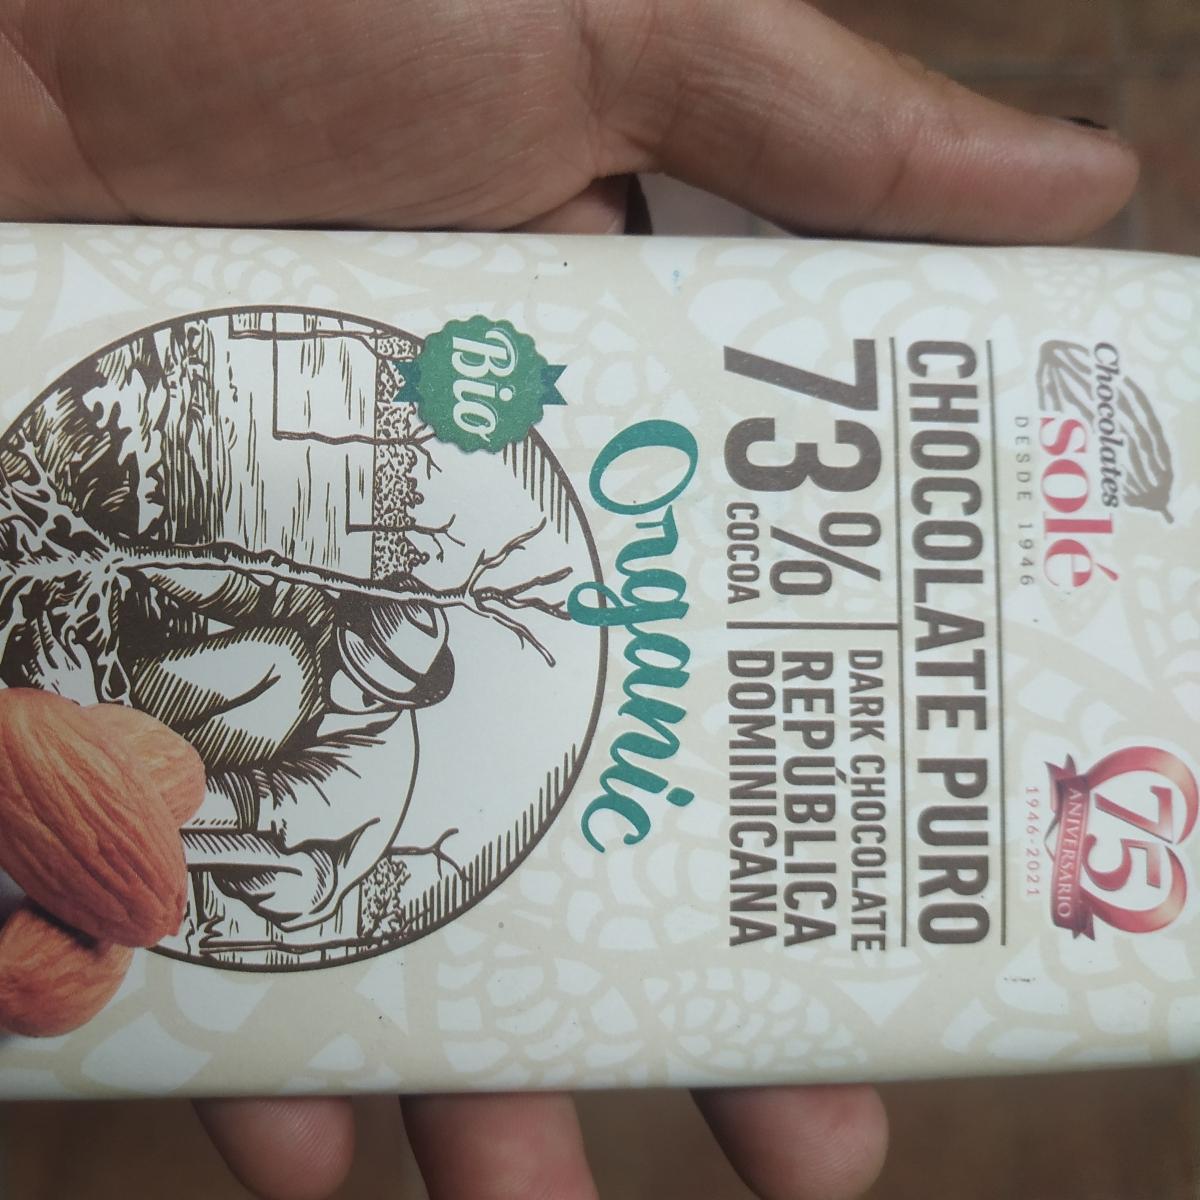 Chocolates
solé
DESDE 1946
75
ANIVERSARIO
1946-2021
CHOCOLATE PURO
73%
COCOA
DARK CHOCOLATE
REPÚBLICA
DOMINICANA
Organic
Bio